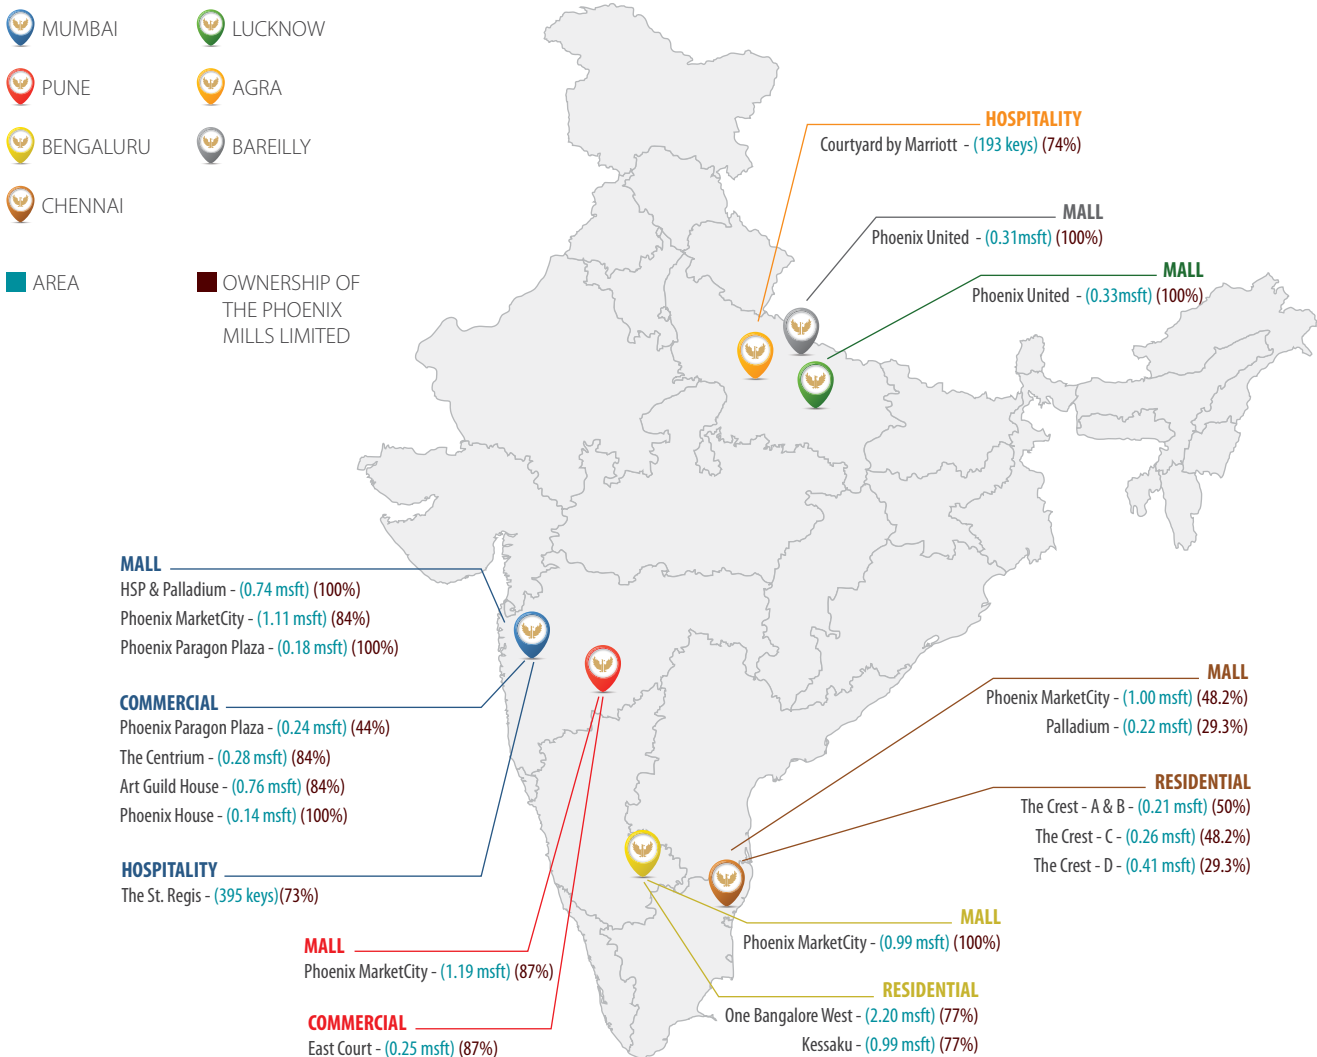 MUMBAI
LUCKNOW
PUNE
AGRA
BENGALURU
BAREILLY
CHENNAI
AREA
OWNERSHIP OF
THE PHOENIX
MILLS LIMITED
HOSPITALITY
Courtyard by Marriott - (193 keys) (74%)
MALL
Phoenix United - (0.31msft) (100%)
MALL
Phoenix United - (0.33msft) (100%)
MALL
HSP & Palladium - (0.74 msft) (100%)
Phoenix MarketCity - (1.11 msft) (84%)
Phoenix Paragon Plaza - (0.18 msft) (100%)
COMMERCIAL
Phoenix Paragon Plaza - (0.24 msft) (44%)
The Centrium - (0.28 msft) (84%)
Art Guild House - (0.76 msft) (84%)
Phoenix House - (0.14 msft) (100%)
HOSPITALITY
The St. Regis - (395 keys)(73%)
MALL
Phoenix MarketCity - (1.19 msft) (87%)
COMMERCIAL
East Court - (0.25 msft) (87%)
MALL
Phoenix MarketCity - (1.00 msft) (48.2%)
Palladium - (0.22 msft) (29.3%)
RESIDENTIAL
The Crest - A & B - (0.21 msft) (50%)
The Crest - C - (0.26 msft) (48.2%)
The Crest - D - (0.41 msft) (29.3%)
MALL
Phoenix MarketCity - (0.99 msft) (100%)
RESIDENTIAL
One Bangalore West - (2.20 msft) (77%)
Kessaku - (0.99 msft) (77%)